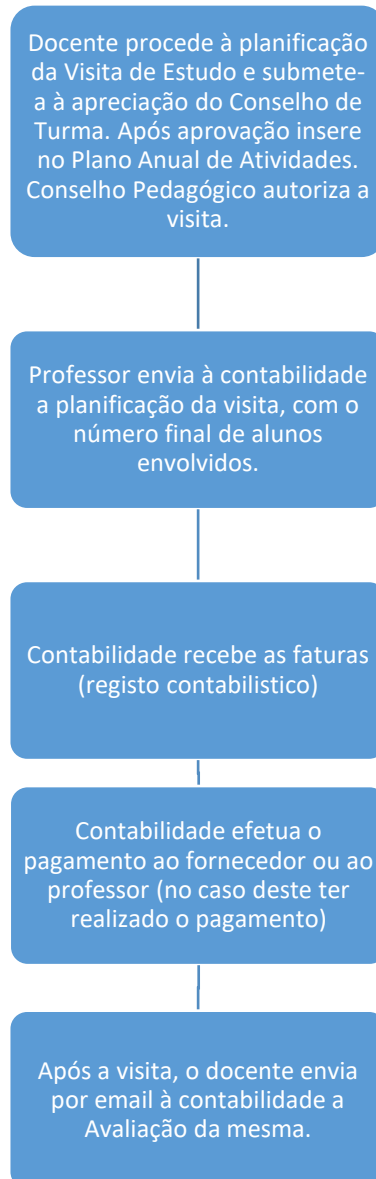 Docente procede à planificação
da Visita de Estudo e submete-
a à apreciação do Conselho de
Turma. Após aprovação insere
no Plano Anual de Atividades.
Conselho Pedagógico autoriza a
visita.
Professor envia à contabilidade
a planificação da visita, com o
número final de alunos
envolvidos.
Contabilidade recebe as faturas
(registo contabilistico)
Contabilidade efetua o
pagamento ao fornecedor ou ao
professor (no caso deste ter
realizado o pagamento)
Após a visita, o docente envia
por email à contabilidade a
Avaliação da mesma.